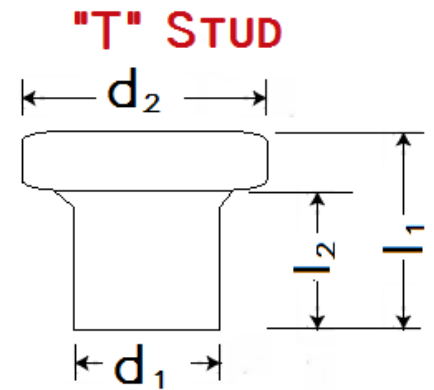 "T" STUD
d₂
l₂
l₁
d₁